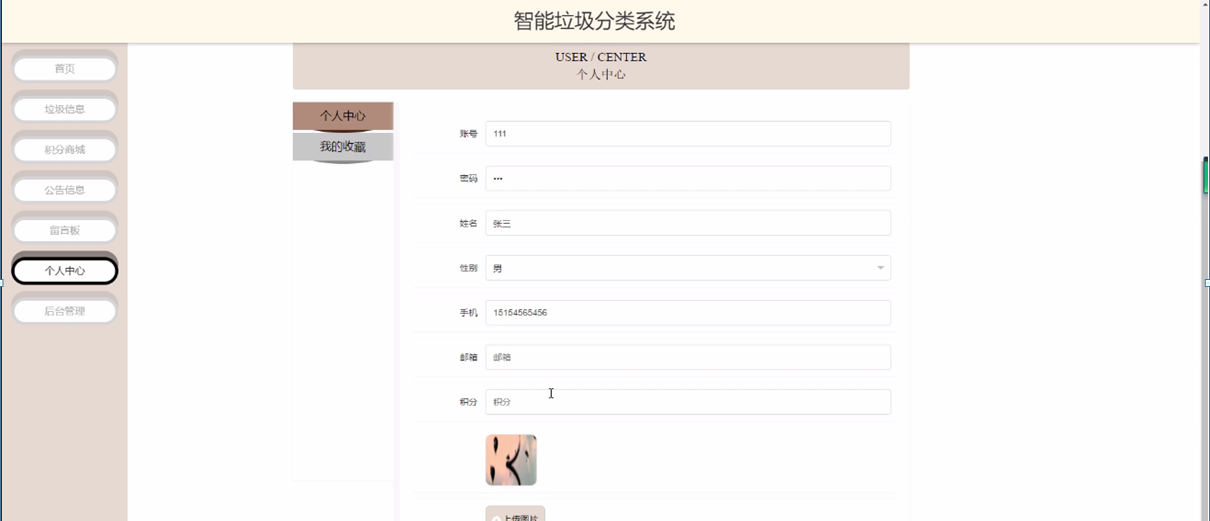 智能垃圾分类系统
首页
垃圾信息
积分商城
公告信息
留言板
个人中心
后台管理
USER / CENTER
个人中心
个人中心
我的收藏
账号 111
密码 •••
姓名 张三
性别 男
手机 15154565456
邮箱 邮箱
积分 积分
上传图片